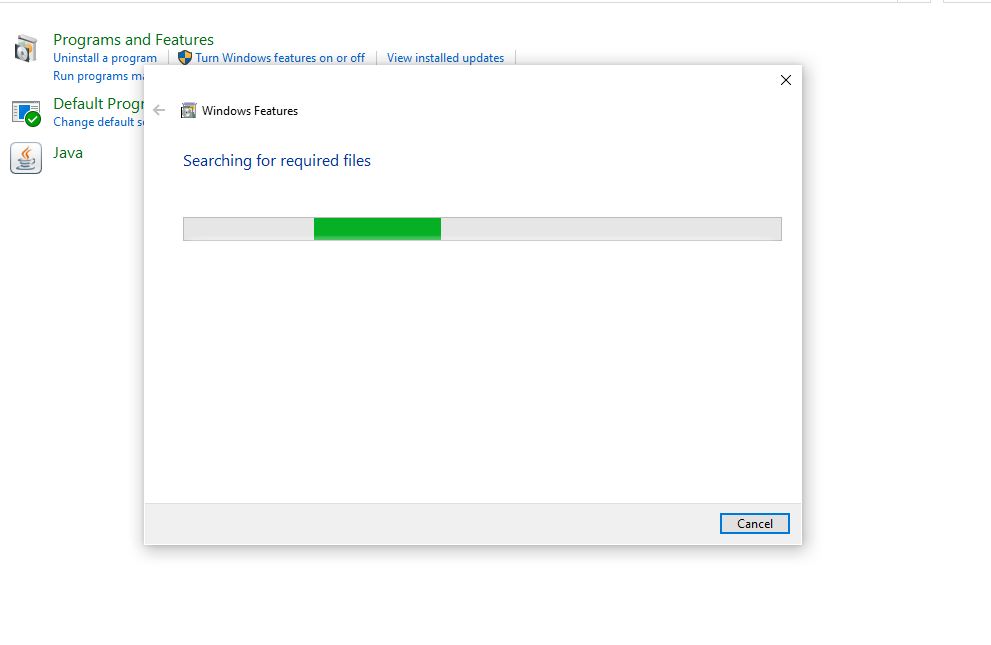 Programs and Features
Uninstall a program
Turn Windows features on or off
View installed updates
Run programs ma
Default Progr
Change default s
Java
Windows Features
Searching for required files
Cancel